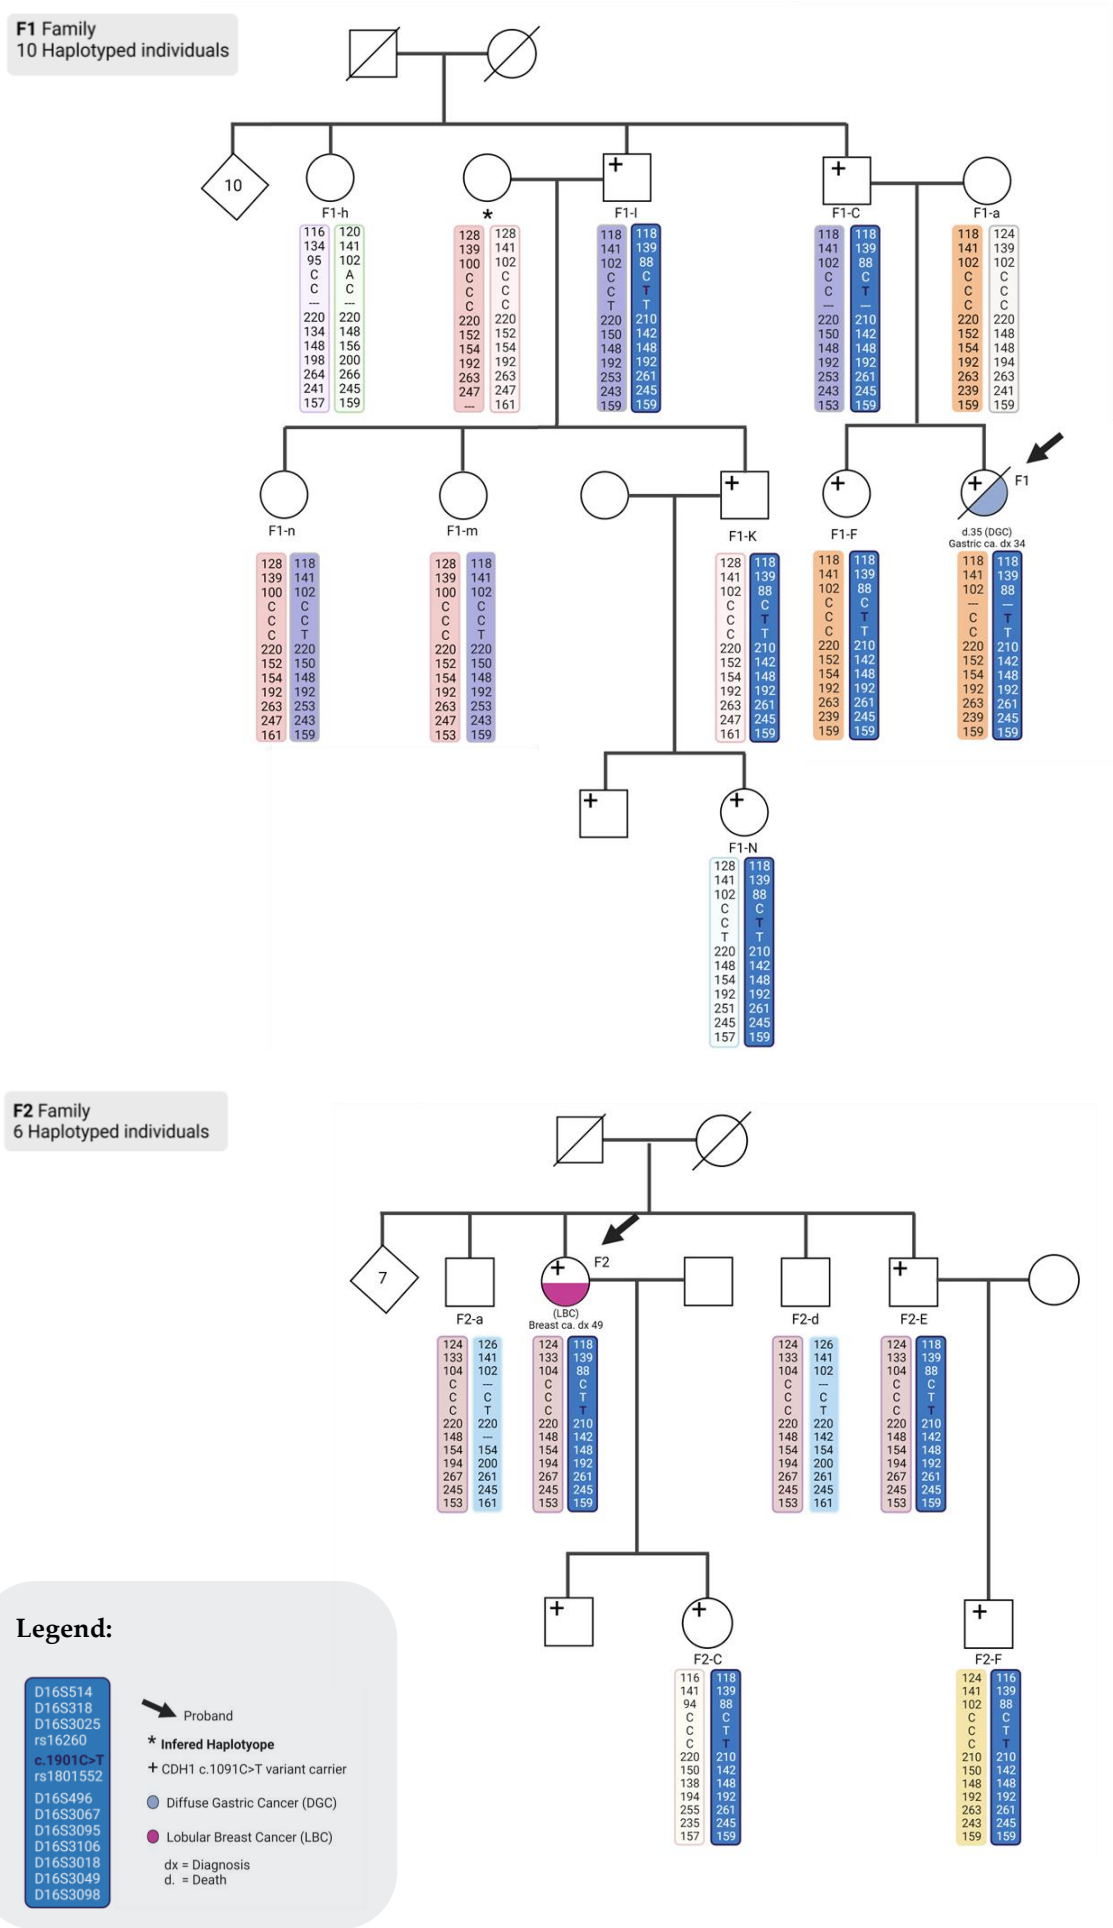 F1 Family
10 Haplotyped individuals
10
F1-h
*
F1-I
F1-C
F1-a
116 120 128 128 118 118 118 118 118 124
134 141 139 141 141 139 141 139 141 139
95 102 100 102 102 88 102 88 102 102
C A C C C C C C C C
C C C C C T C T C C
--- --- C C T T --- --- C C
220 220 220 220 220 210 220 210 220 220
134 148 152 152 150 142 150 142 152 148
148 156 154 154 148 148 148 148 154 148
198 200 192 192 192 192 192 192 192 194
264 266 263 263 253 261 253 261 263 263
241 245 247 247 243 245 243 245 239 241
157 159 --- 161 159 159 153 159 159 159
F1
F1-n
F1-m
F1-K
F1-F
d.35 (DGC)
Gastric ca. dx 34
128 118 128 118 128 118 118 118 118 118
139 141 139 141 141 139 141 139 141 139
100 102 100 102 102 88 102 88 102 88
C C C C C C C C --- ---
C C C C C T C T C T
C T C T C T C T C T
220 220 220 220 220 210 220 210 220 210
152 150 152 150 152 142 152 142 152 142
154 148 154 148 154 148 154 148 154 148
192 192 192 192 192 192 192 192 192 192
263 253 263 253 263 261 263 261 263 261
247 243 247 243 247 245 239 245 239 245
161 159 153 159 161 159 159 159 159 159
F1-N
128 118
141 139
102 88
C C
C T
T T
220 210
148 142
154 148
192 192
251 261
245 245
157 159
F2 Family
6 Haplotyped individuals
7
F2
F2-a
(LBC)
Breast ca. dx 49
F2-d
F2-E
124 126 124 118 124 126 124 118
133 141 133 139 133 141 133 139
104 102 104 88 104 102 104 88
C --- C C C --- C C
C C C T C C C T
C T C T C T C T
220 220 220 210 220 220 220 210
148 --- 148 142 148 142 148 142
154 154 154 148 154 154 154 148
194 200 194 192 194 200 194 192
267 261 267 261 267 261 267 261
245 245 245 245 245 245 245 245
153 161 153 159 153 161 153 159
F2-C
F2-F
116 118 124 116
141 139 141 139
94 88 102 88
C C C C
C T C T
C T C T
220 210 210 210
150 142 150 142
138 148 148 148
194 192 192 192
255 261 263 261
235 245 243 245
157 159 159 159
Legend:
D16S514
D16S318
D16S3025
rs16260
c.1901C>T
rs1801552
D16S496
D16S3067
D16S3095
D16S3106
D16S3018
D16S3049
D16S3098
Proband
* Infered Haplotyope
+ CDH1 c.1091C>T variant carrier
Diffuse Gastric Cancer (DGC)
Lobular Breast Cancer (LBC)
dx = Diagnosis
d. = Death